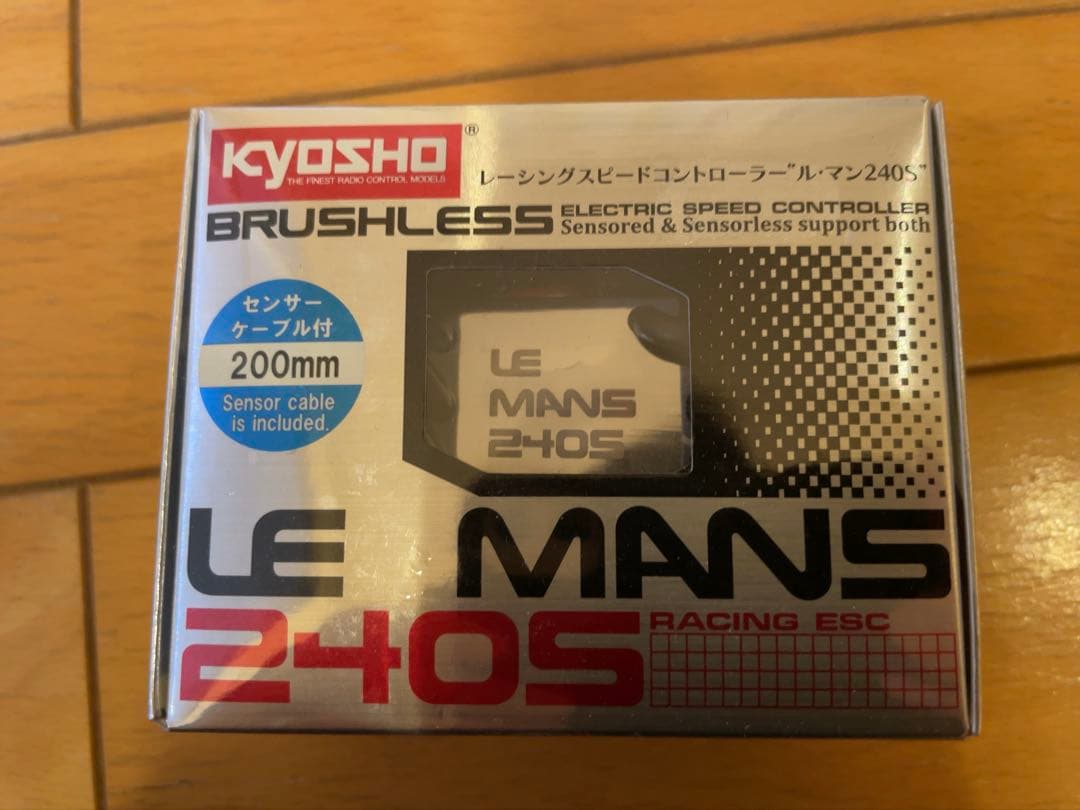 KYOSHO®
THE FINEST RADIO CONTROL MODELS
レーシングスピードコントローラー"ル・マン240S"
BRUSHLESS ELECTRIC SPEED CONTROLLER
Sensored & Sensorless support both
センサー
ケーブル付
200mm
Sensor cable
is included.
LE
MANS
240S
LE MANS
240S RACING ESC